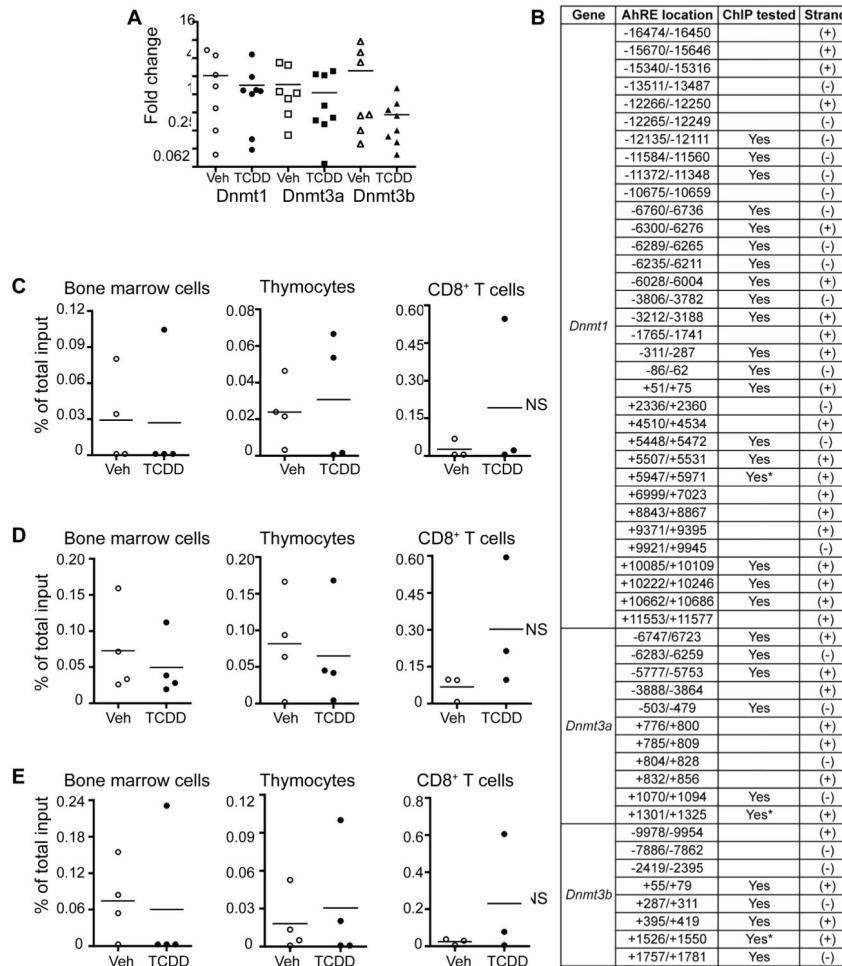 A
Fold change
16
4
1
0.25
0.062
Veh TCDD Veh TCDD Veh TCDD
Dnmt1 Dnmt3a Dnmt3b
B
Gene AhRE location ChIP tested Strand
Dnmt1
-16474/-16450 (+)
-15670/-15646 (+)
-15340/-15316 (+)
-13511/-13487 (-)
-12266/-12250 (+)
-12265/-12249 (-)
-12135/-12111 Yes (-)
-11584/-11560 Yes (-)
-11372/-11348 Yes (-)
-10675/-10659 (-)
-6760/-6736 Yes (-)
-6300/-6276 Yes (+)
-6289/-6265 Yes (-)
-6235/-6211 Yes (-)
-6028/-6004 Yes (+)
-3806/-3782 Yes (-)
-3212/-3188 Yes (+)
-1765/-1741 (+)
-311/-287 Yes (+)
-86/-62 Yes (-)
+51/+75 Yes (+)
+2336/+2360 (-)
+4510/+4534 (+)
+5448/+5472 Yes (-)
+5507/+5531 Yes (+)
+5947/+5971 Yes* (+)
+6999/+7023 (+)
+8843/+8867 (+)
+9371/+9395 (+)
+9921/+9945 (-)
+10085/+10109 Yes (+)
+10222/+10246 Yes (+)
+10662/+10686 Yes (+)
+11553/+11577 (+)
Dnmt3a
-6747/6723 Yes (+)
-6283/-6259 Yes (-)
-5777/-5753 Yes (+)
-3888/-3864 (+)
-503/-479 Yes (-)
+776/+800 (+)
+785/+809 (+)
+804/+828 (-)
+832/+856 (+)
+1070/+1094 Yes (-)
+1301/+1325 Yes* (+)
Dnmt3b
-9978/-9954 (+)
-7886/-7862 (-)
-2419/-2395 (-)
+55/+79 Yes (+)
+287/+311 Yes (-)
+395/+419 Yes (+)
+1526/+1550 Yes* (+)
+1757/+1781 Yes (-)
C
Bone marrow cells Thymocytes CD8⁺ T cells
% of total input
0.12 0.08 0.60
0.09 0.06 0.45
0.06 0.04 0.30
0.03 0.02 0.15
0 0.00 0
NS
Veh TCDD Veh TCDD Veh TCDD
D
Bone marrow cells Thymocytes CD8⁺ T cells
% of total input
0.20 0.20 0.60
0.15 0.15 0.45
0.10 0.10 0.30
0.05 0.05 0.15
0 0 0
NS
Veh TCDD Veh TCDD Veh TCDD
E
Bone marrow cells Thymocytes CD8⁺ T cells
% of total input
0.24 0.12 0.8
0.18 0.09 0.6
0.12 0.06 0.4
0.06 0.03 0.2
0 0 0
NS
Veh TCDD Veh TCDD Veh TCDD